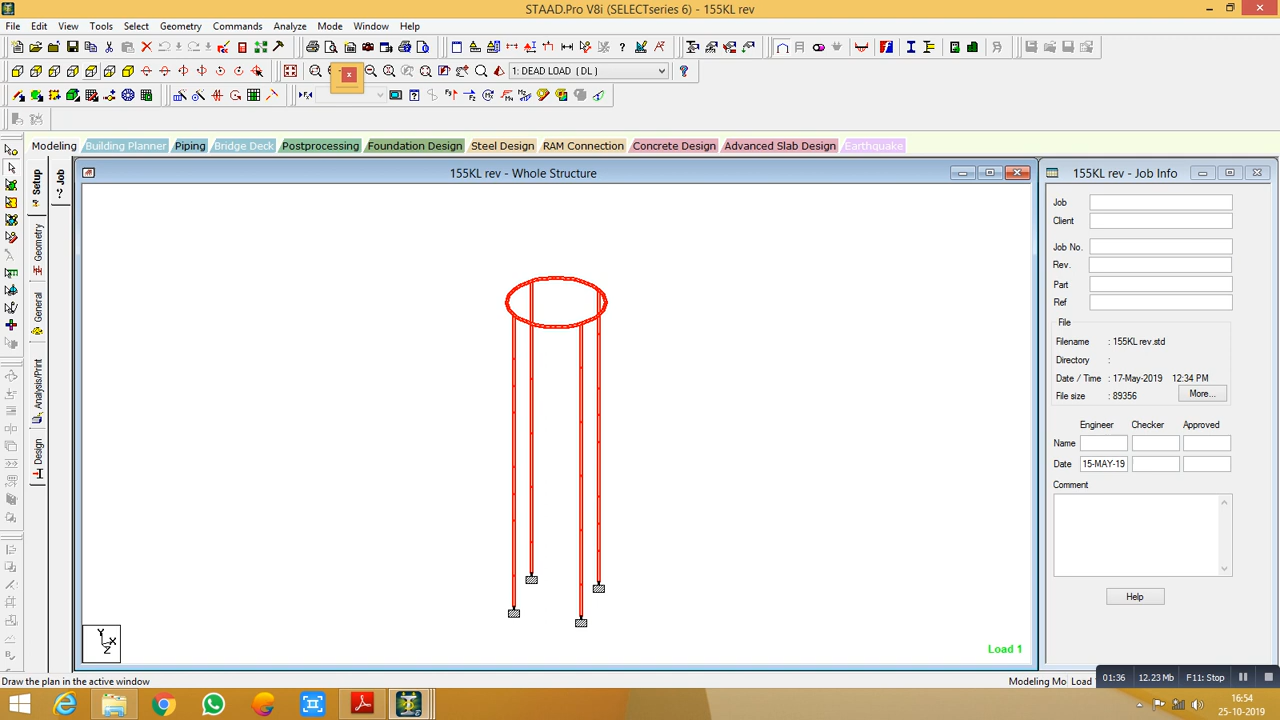 STAAD.Pro V8i (SELECTseries 6) - 155KL rev
File Edit View Tools Select Geometry Commands Analyze Mode Window Help
1: DEAD LOAD ( DL )
Modeling Building Planner Piping Bridge Deck Postprocessing Foundation Design Steel Design RAM Connection Concrete Design Advanced Slab Design Earthquake
Setup
Geometry
General
Analysis/Print
Design
Job
155KL rev - Whole Structure
Y
X
Z
Load 1
155KL rev - Job Info
Job
Client
Job No.
Rev.
Part
Ref
File
Filename : 155KL rev.std
Directory :
Date / Time : 17-May-2019 12:34 PM
File size : 89356
More...
Engineer Checker Approved
Name
Date 15-MAY-19
Comment
Help
Draw the plan in the active window
Modeling Mo Load
01:36 12.23 Mb F11: Stop
16:54
25-10-2019